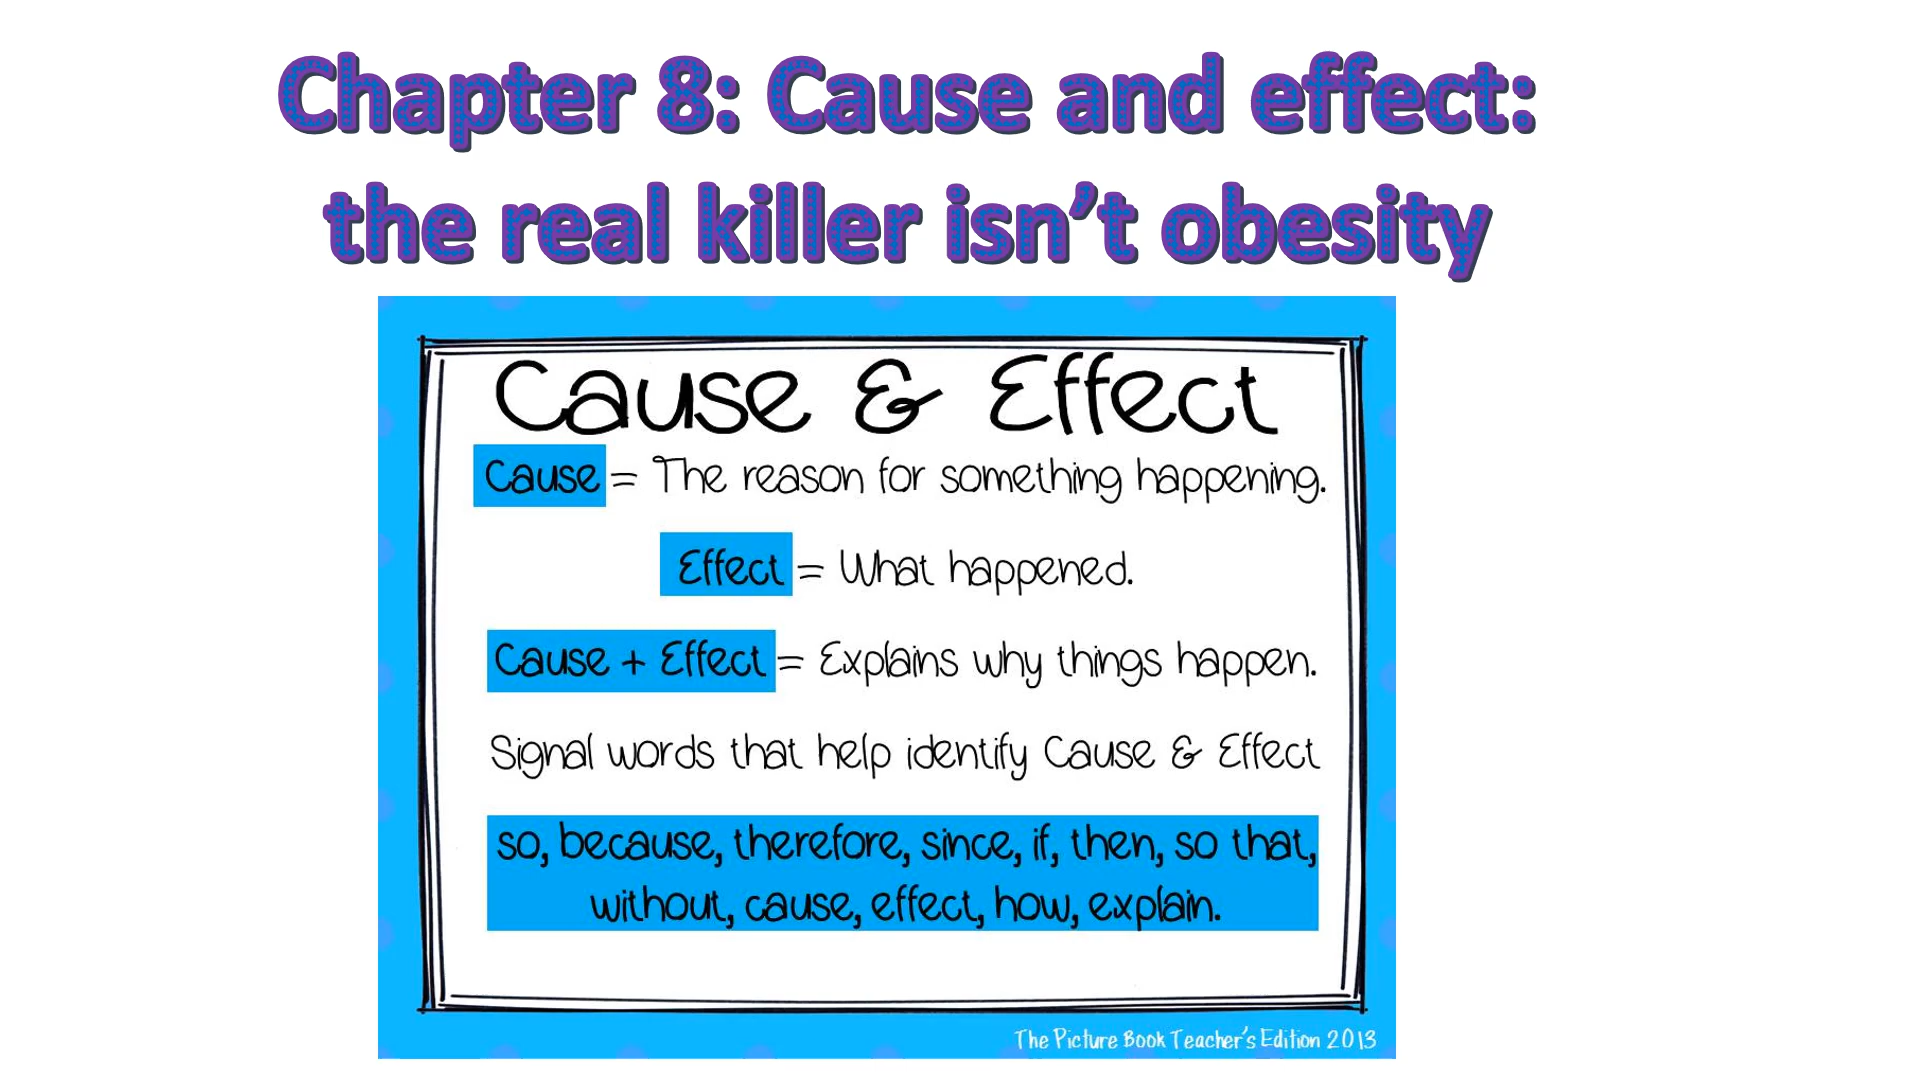 Chapter 8: Cause and effect:
the real killer isn't obesity
Cause & Effect
Cause = The reason for something happening.
Effect = What happened.
Cause + Effect = Explains why things happen.
Signal words that help identify Cause & Effect
so, because, therefore, since, if, then, so that,
without, cause, effect, how, explain.
The Picture Book Teacher's Edition 2013